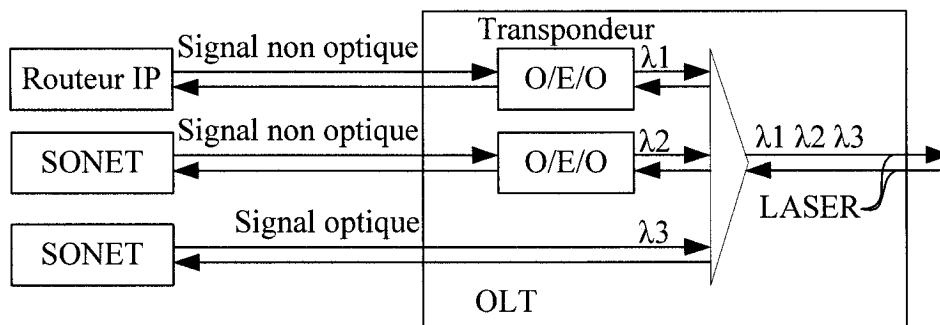 Transpondeur
Signal non optique
Routeur IP
O/E/O
λ1
Signal non optique
SONET
O/E/O
λ2
λ1 λ2 λ3
LASER
Signal optique
SONET
λ3
OLT